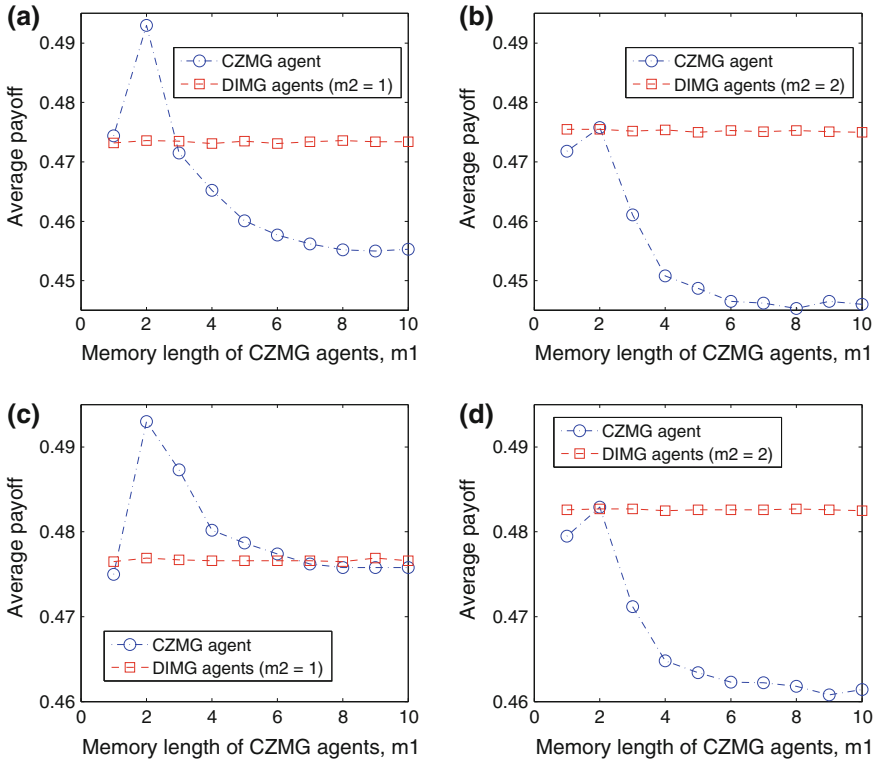 (a)
0.49
0.48
0.47
0.46
0.45
Average payoff
CZMG agent
DIMG agents (m2 = 1)
0 2 4 6 8 10
Memory length of CZMG agents, m1
(b)
0.49
0.48
0.47
0.46
0.45
Average payoff
CZMG agent
DIMG agents (m2 = 2)
0 2 4 6 8 10
Memory length of CZMG agents, m1
(c)
0.49
0.48
0.47
0.46
Average payoff
CZMG agent
DIMG agents (m2 = 1)
0 2 4 6 8 10
Memory length of CZMG agents, m1
(d)
0.49
0.48
0.47
0.46
Average payoff
CZMG agent
DIMG agents (m2 = 2)
0 2 4 6 8 10
Memory length of CZMG agents, m1